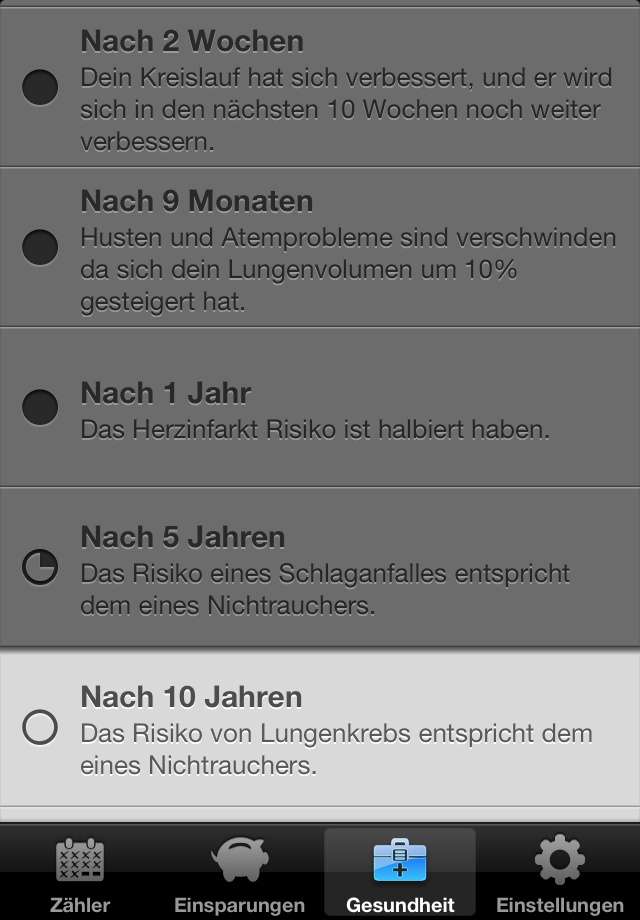 Nach 2 Wochen
Dein Kreislauf hat sich verbessert, und er wird
sich in den nächsten 10 Wochen noch weiter
verbessern.
Nach 9 Monaten
Husten und Atemprobleme sind verschwinden
da sich dein Lungenvolumen um 10%
gesteigert hat.
Nach 1 Jahr
Das Herzinfarkt Risiko ist halbiert haben.
Nach 5 Jahren
Das Risiko eines Schlaganfalles entspricht
dem eines Nichtrauchers.
Nach 10 Jahren
Das Risiko von Lungenkrebs entspricht dem
eines Nichtrauchers.
Zähler Einsparungen Gesundheit Einstellungen